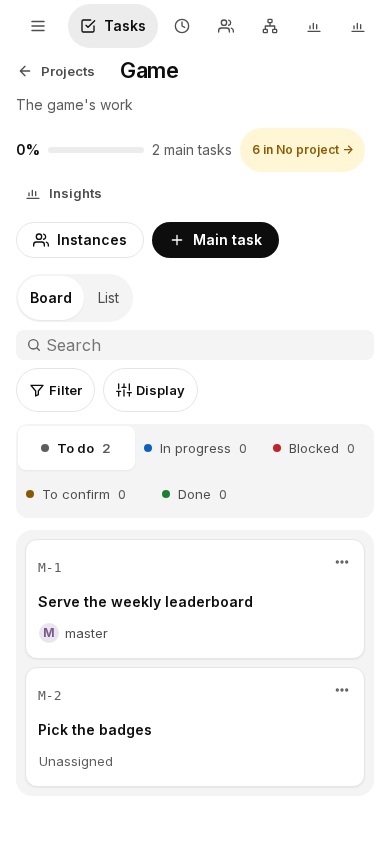 Tasks
Projects
Game
The game's work
0% 2 main tasks 6 in No project →
Insights
Instances
Main task
Board List
Search
Filter Display
To do 2 In progress 0 Blocked 0
To confirm 0 Done 0
M-1
Serve the weekly leaderboard
M master
M-2
Pick the badges
Unassigned